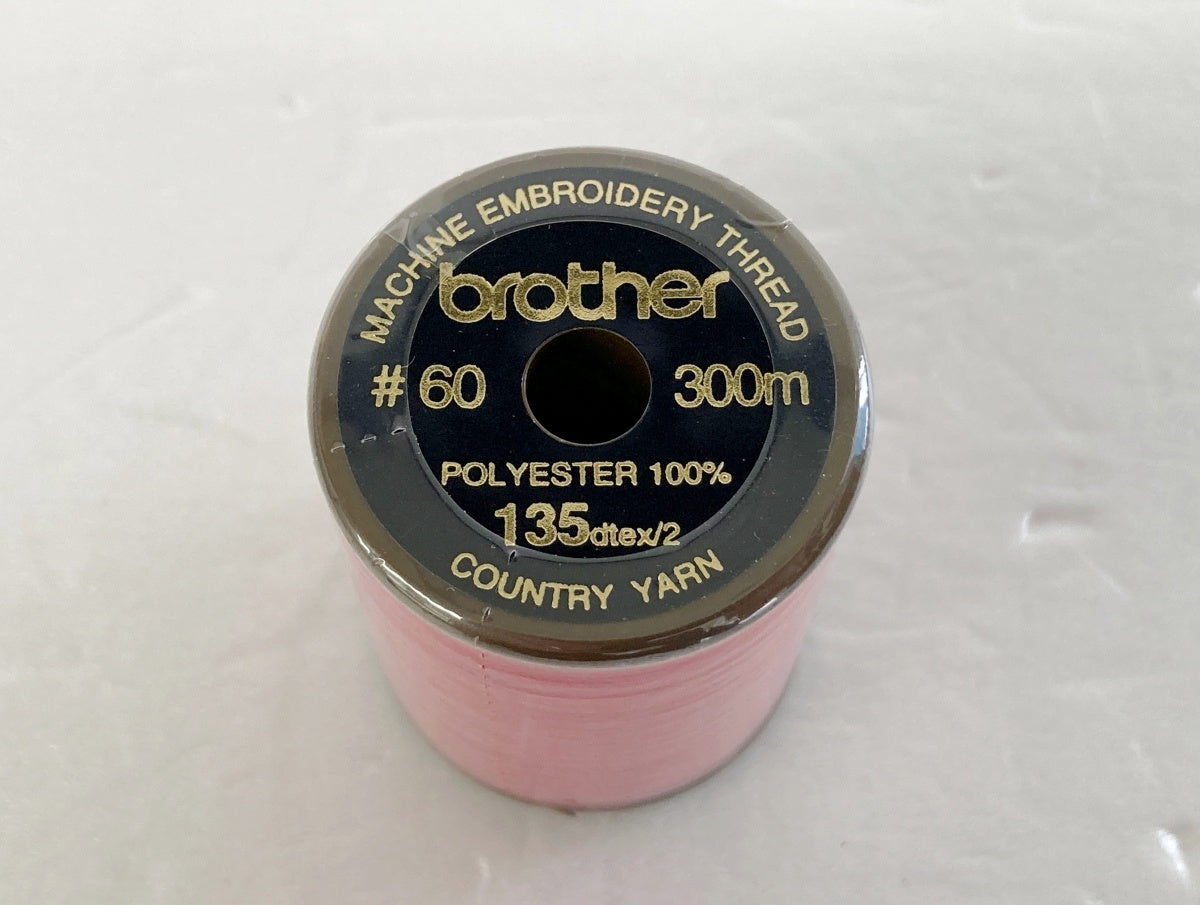 MACHINE EMBROIDERY THREAD
brother
#60 300m
POLYESTER 100%
135dtex/2
COUNTRY YARN